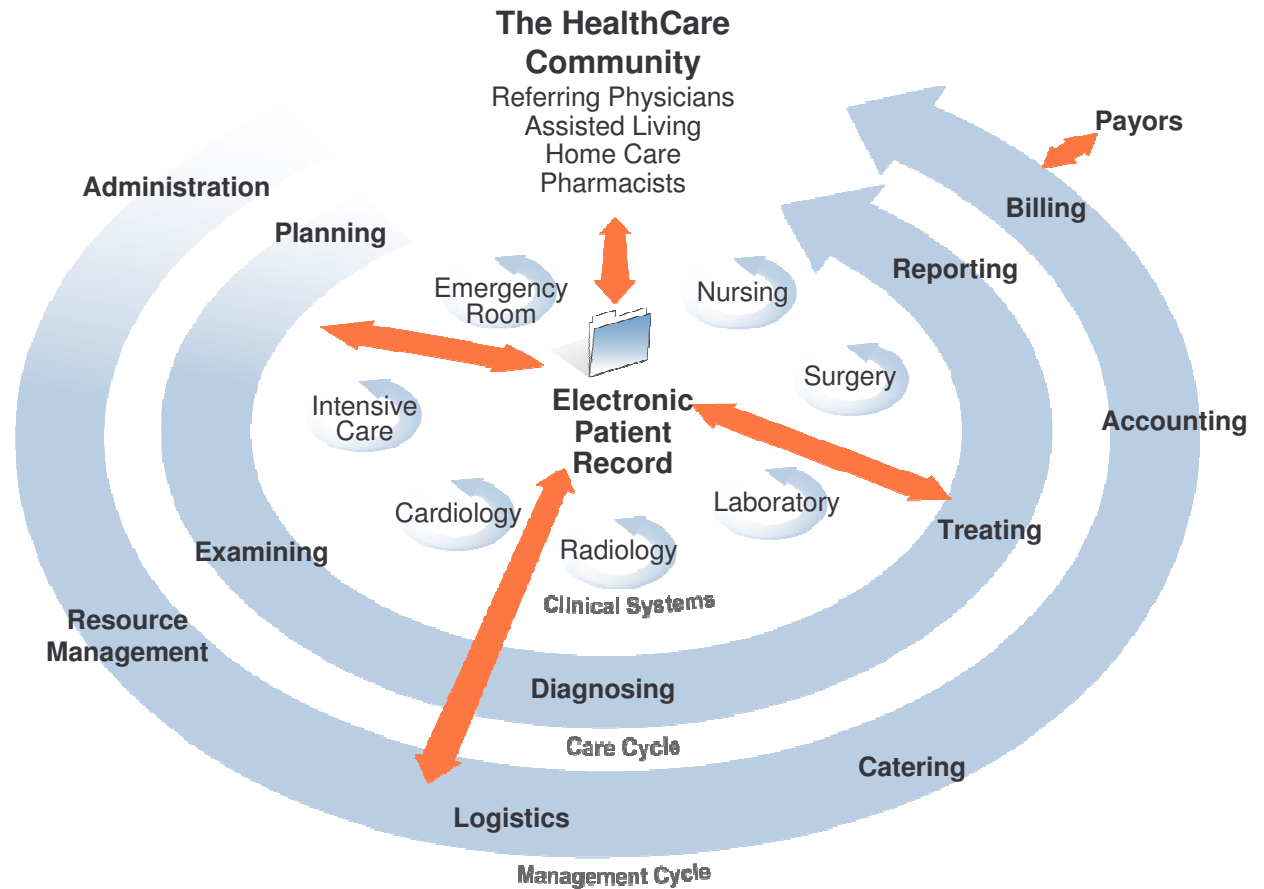 The HealthCare
Community
Referring Physicians
Assisted Living
Home Care
Pharmacists
Payors
Administration
Billing
Planning
Reporting
Emergency
Room
Nursing
Surgery
Intensive
Care
Electronic
Patient
Record
Accounting
Cardiology
Laboratory
Radiology
Treating
Examining
Clinical Systems
Resource
Management
Diagnosing
Care Cycle
Catering
Logistics
Management Cycle